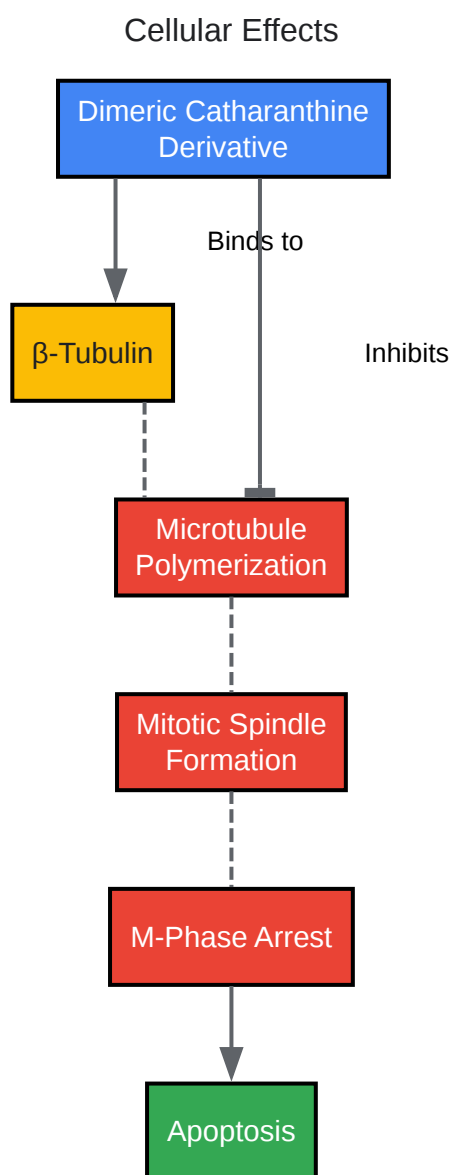 Cellular Effects
Dimeric Catharanthine
Derivative
Binds to
β-Tubulin
Inhibits
Microtubule
Polymerization
Mitotic Spindle
Formation
M-Phase Arrest
Apoptosis